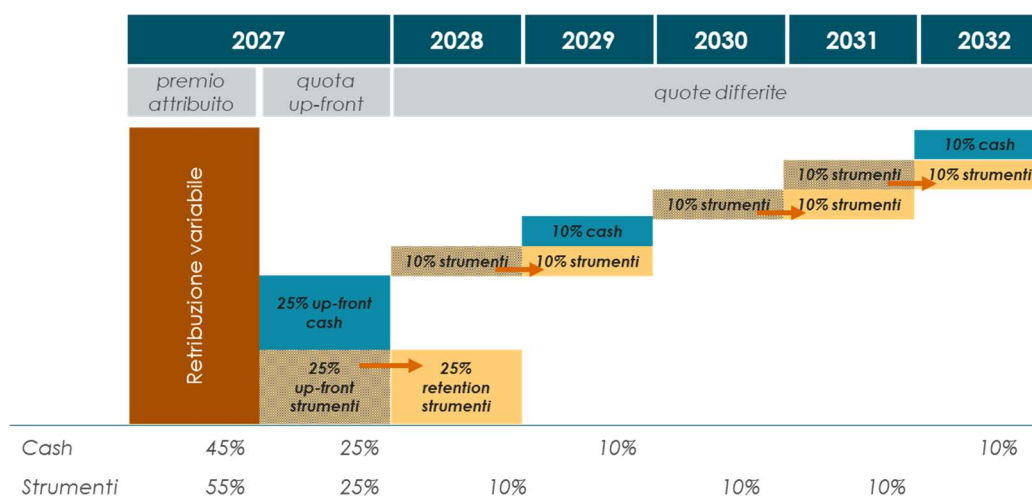 2027 2028 2029 2030 2031 2032
premio
attribuito
quota
up-front
quote differite
Retribuzione variabile
10% cash
10% strumenti 10% strumenti
10% strumenti 10% strumenti
10% cash
10% strumenti 10% strumenti
25% up-front
cash
25%
up-front
strumenti
25%
retention
strumenti
Cash 45% 25% 10% 10%
Strumenti 55% 25% 10% 10% 10%